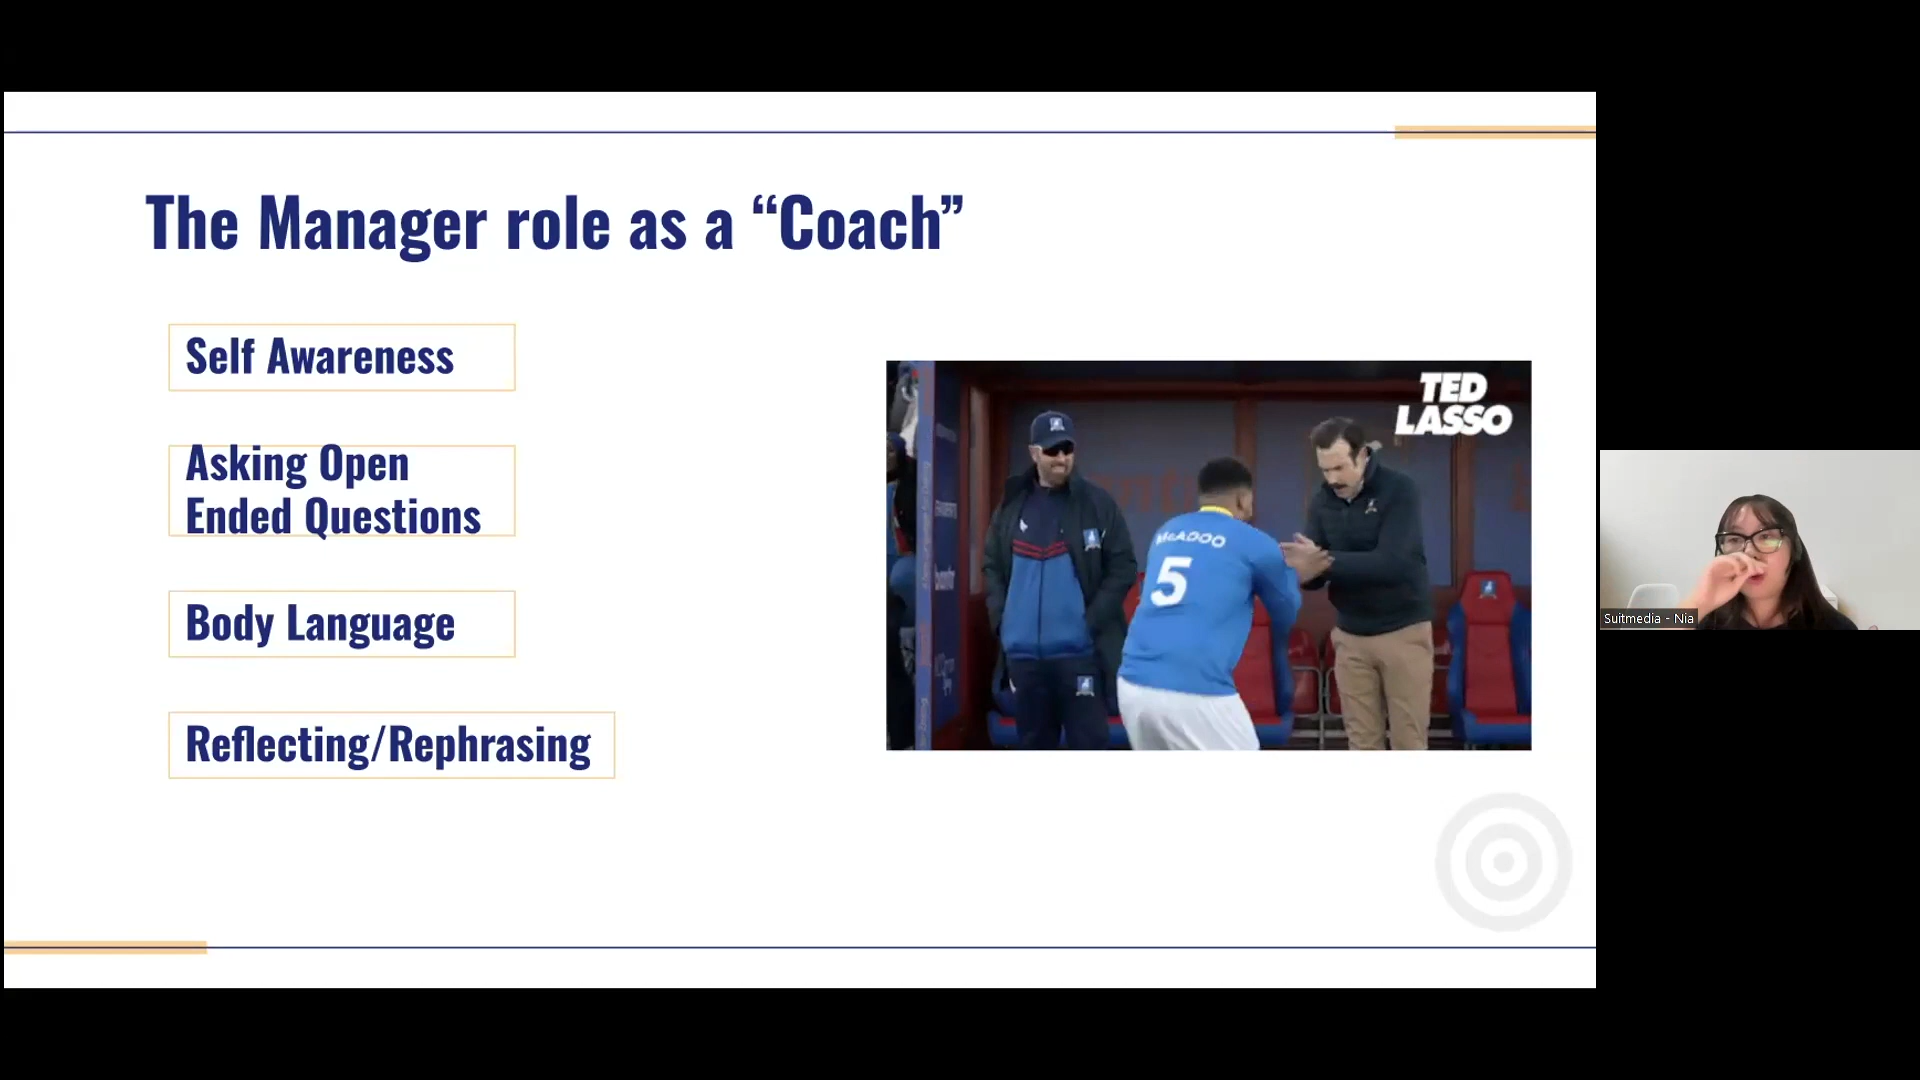 The Manager role as a “Coach”
Self Awareness
Asking Open
Ended Questions
Body Language
Reflecting/Rephrasing
TED
LASSO
McADOO
5
Suitmedia - Nia